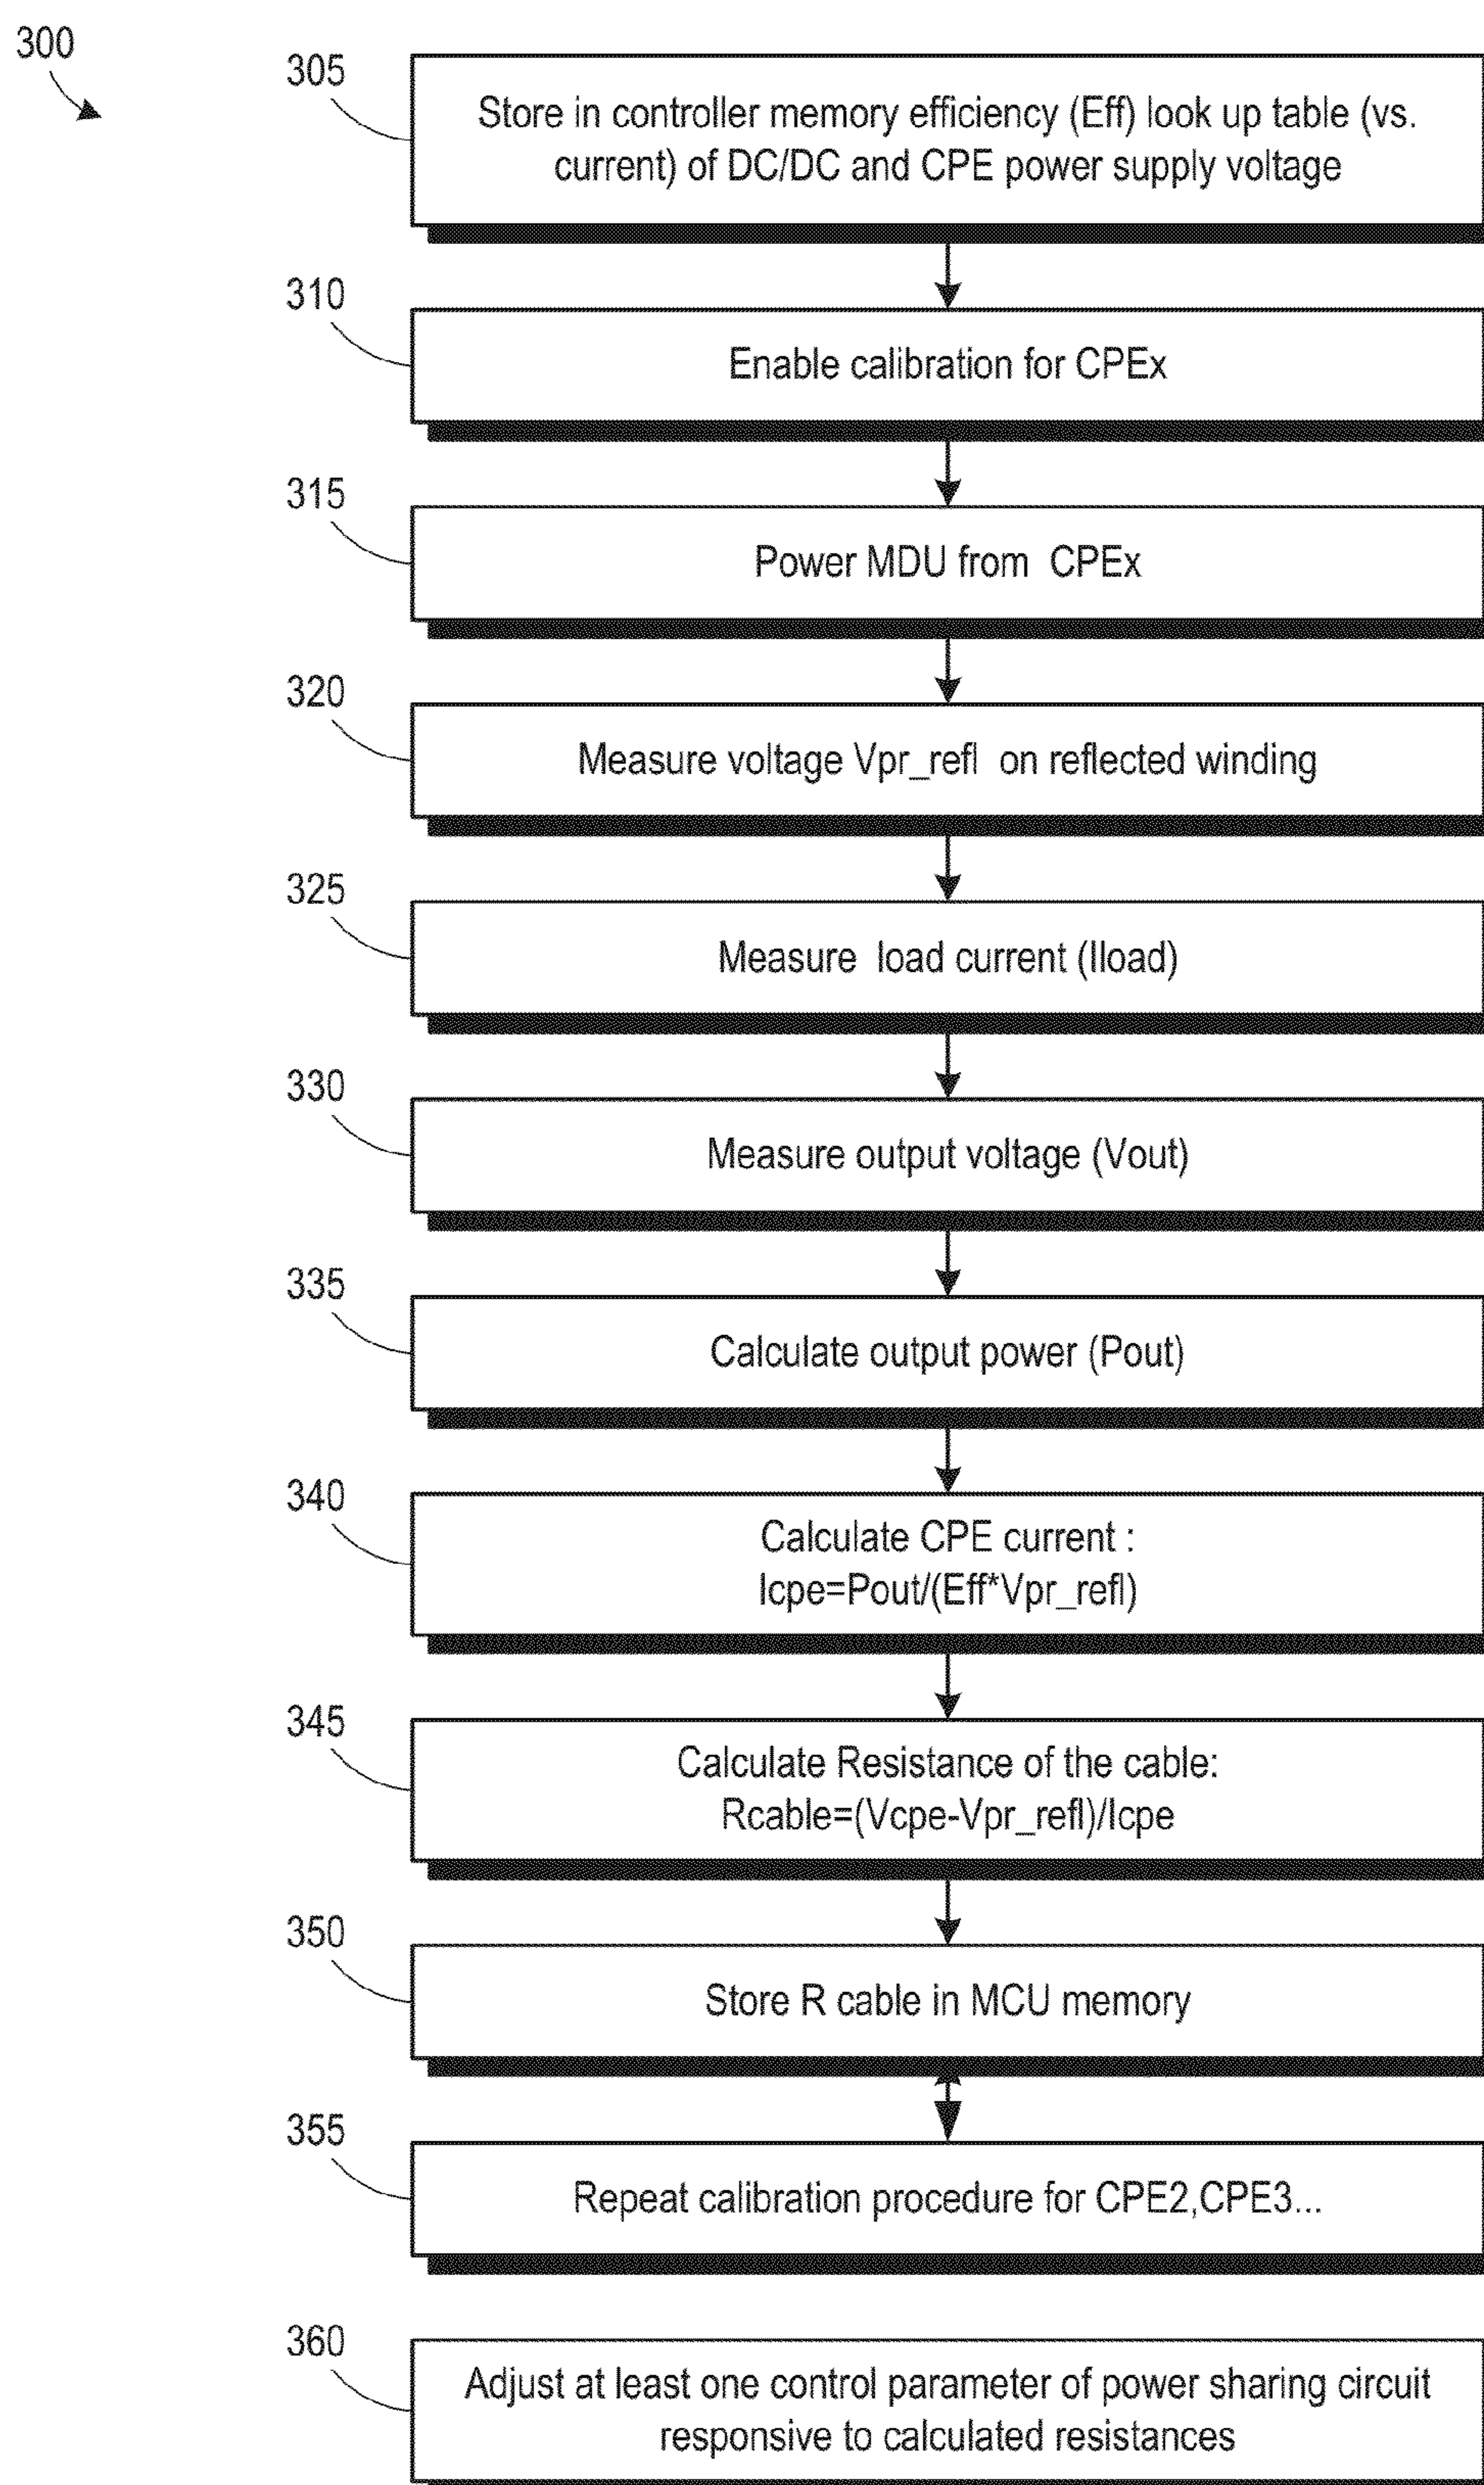 300
305
Store in controller memory efficiency (Eff) look up table (vs.
current) of DC/DC and CPE power supply voltage
310
Enable calibration for CPEx
315
Power MDU from CPEx
320
Measure voltage Vpr_refl on reflected winding
325
Measure load current (Iload)
330
Measure output voltage (Vout)
335
Calculate output power (Pout)
340
Calculate CPE current :
Icpe=Pout/(Eff*Vpr_refl)
345
Calculate Resistance of the cable:
Rcable=(Vcpe-Vpr_refl)/Icpe
350
Store R cable in MCU memory
355
Repeat calibration procedure for CPE2,CPE3...
360
Adjust at least one control parameter of power sharing circuit
responsive to calculated resistances